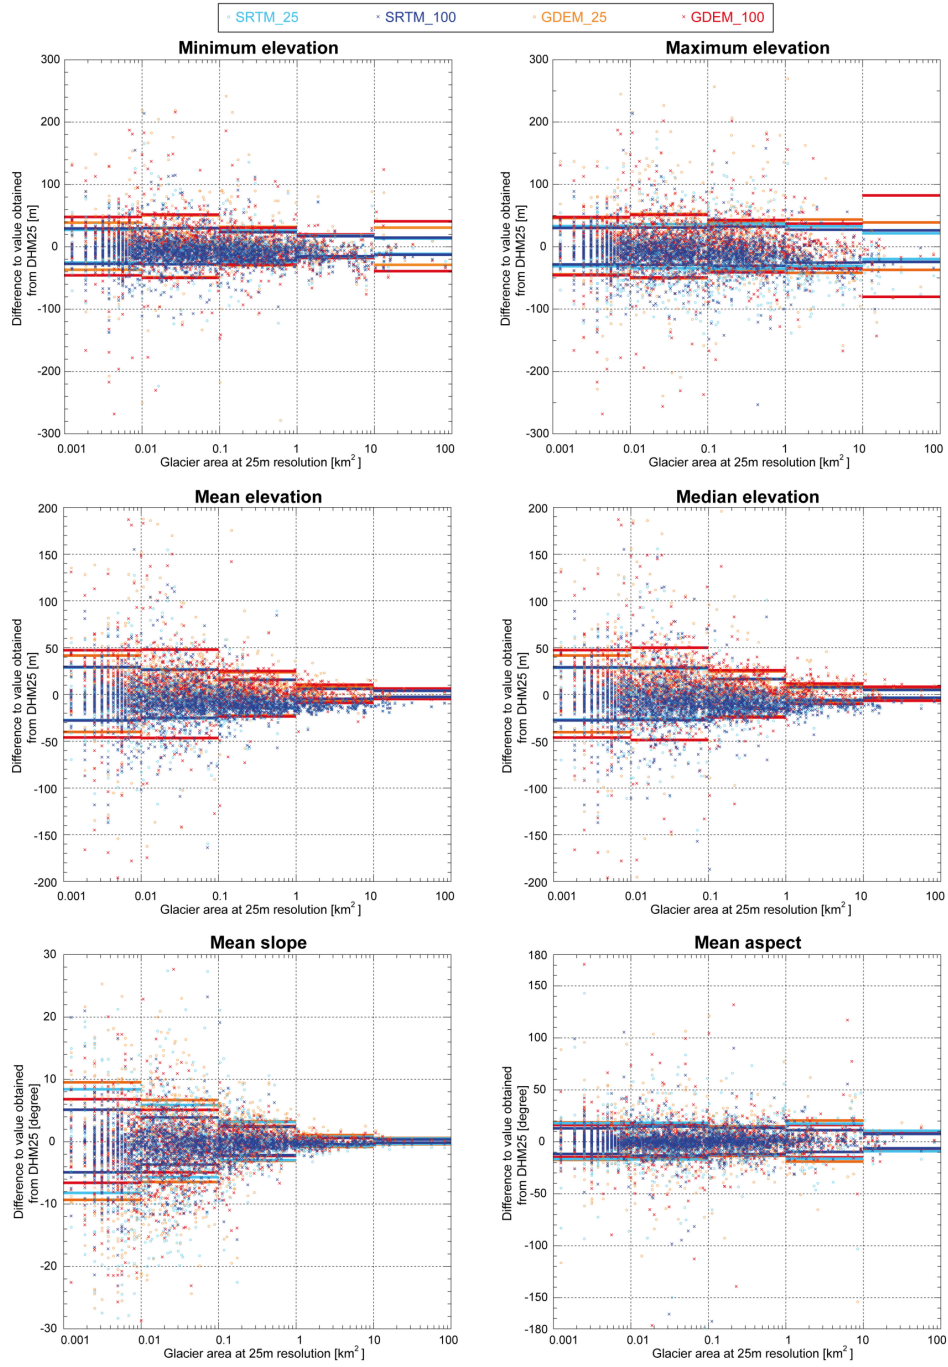 SRTM_25 SRTM_100 GDEM_25 GDEM_100
Minimum elevation
Difference to value obtained
from DHM25 [m]
300
200
100
0
-100
-200
-300
0.001 0.01 0.1 1 10 100
Glacier area at 25m resolution [km²]
Maximum elevation
Difference to value obtained
from DHM25 [m]
300
200
100
0
-100
-200
-300
0.001 0.01 0.1 1 10 100
Glacier area at 25m resolution [km²]
Mean elevation
Difference to value obtained
from DHM25 [m]
200
150
100
50
0
-50
-100
-150
-200
0.001 0.01 0.1 1 10 100
Glacier area at 25m resolution [km²]
Median elevation
Difference to value obtained
from DHM25 [m]
200
150
100
50
0
-50
-100
-150
-200
0.001 0.01 0.1 1 10 100
Glacier area at 25m resolution [km²]
Mean slope
Difference to value obtained
from DHM25 [degree]
30
20
10
0
-10
-20
-30
0.001 0.01 0.1 1 10 100
Glacier area at 25m resolution [km²]
Mean aspect
Difference to value obtained
from DHM25 [degree]
180
150
100
50
0
-50
-100
-150
-180
0.001 0.01 0.1 1 10 100
Glacier area at 25m resolution [km²]